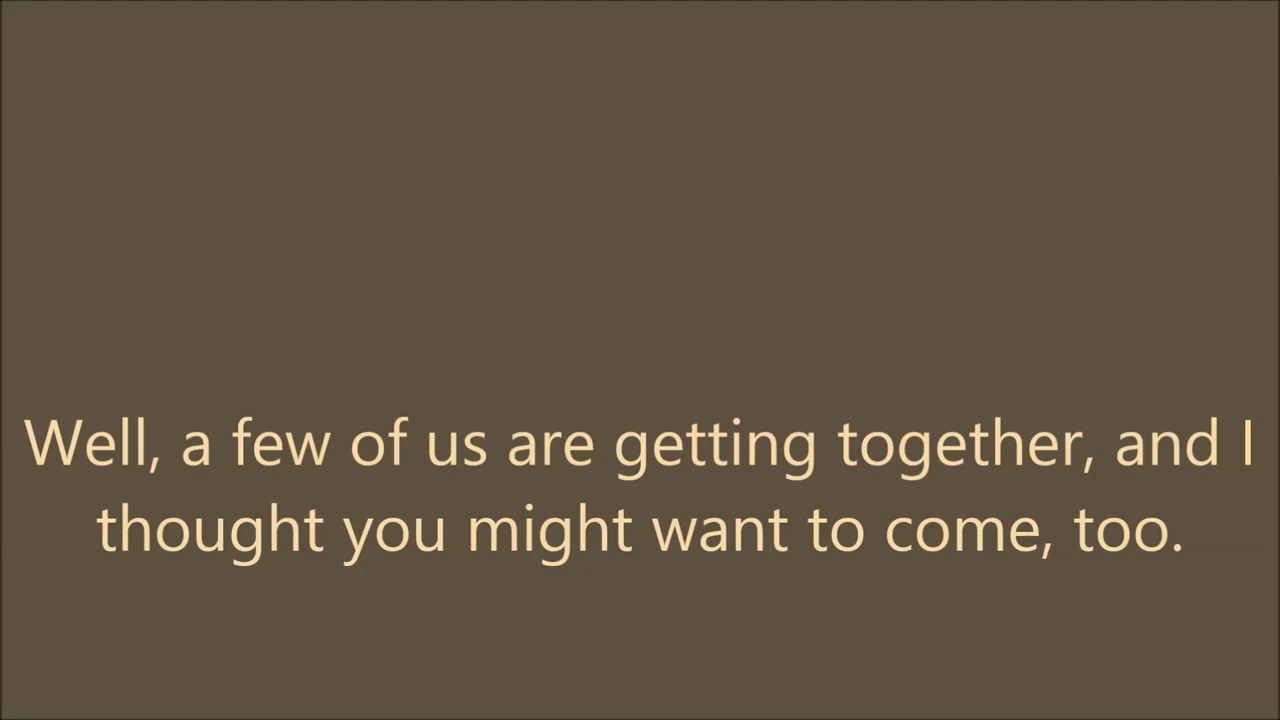 Well, a few of us are getting together, and I
thought you might want to come, too.